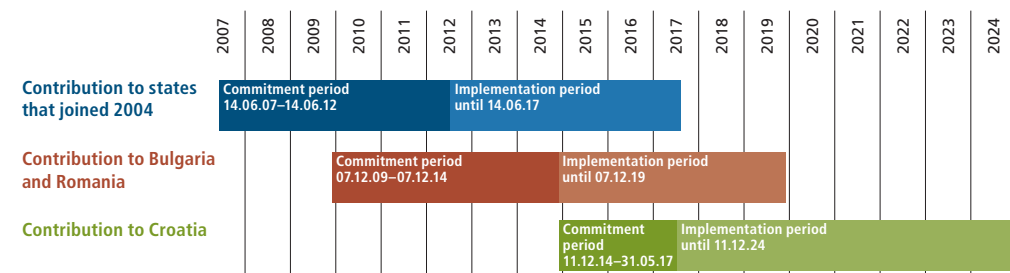 2007 2008 2009 2010 2011 2012 2013 2014 2015 2016 2017 2018 2019 2020 2021 2022 2023 2024
Contribution to states
that joined 2004
Commitment period
14.06.07–14.06.12
Implementation period
until 14.06.17
Contribution to Bulgaria
and Romania
Commitment period
07.12.09–07.12.14
Implementation period
until 07.12.19
Contribution to Croatia
Commitment
period
11.12.14–31.05.17
Implementation period
until 11.12.24